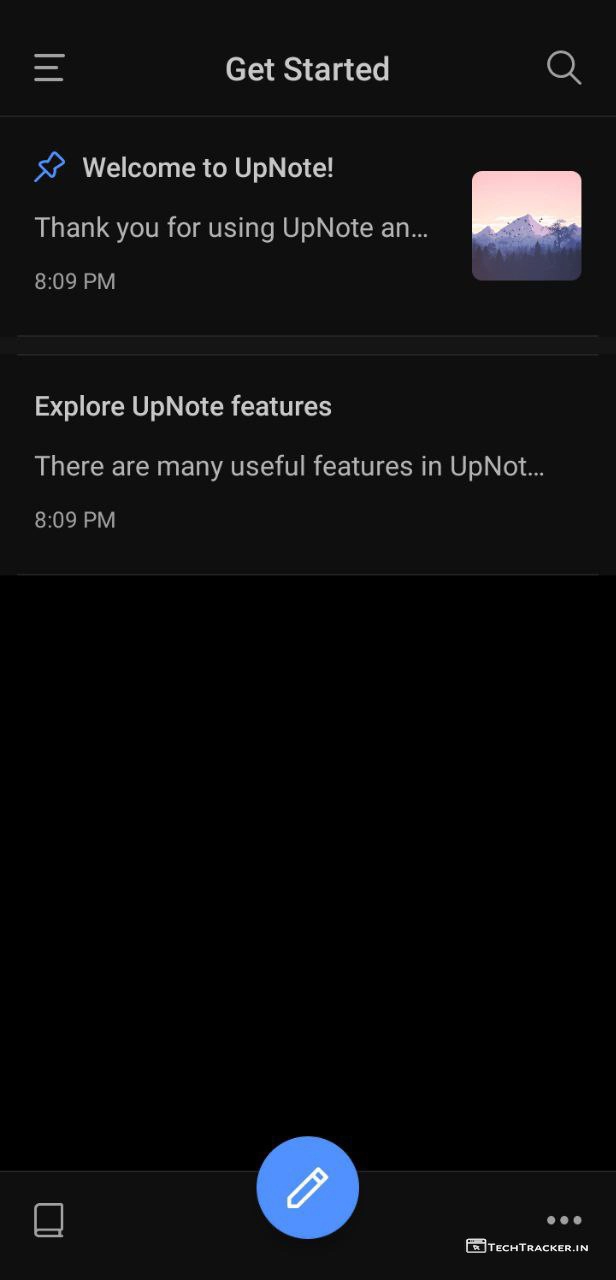 Get Started
Welcome to UpNote!
Thank you for using UpNote an...
8:09 PM
Explore UpNote features
There are many useful features in UpNot...
8:09 PM
TechTracker.in